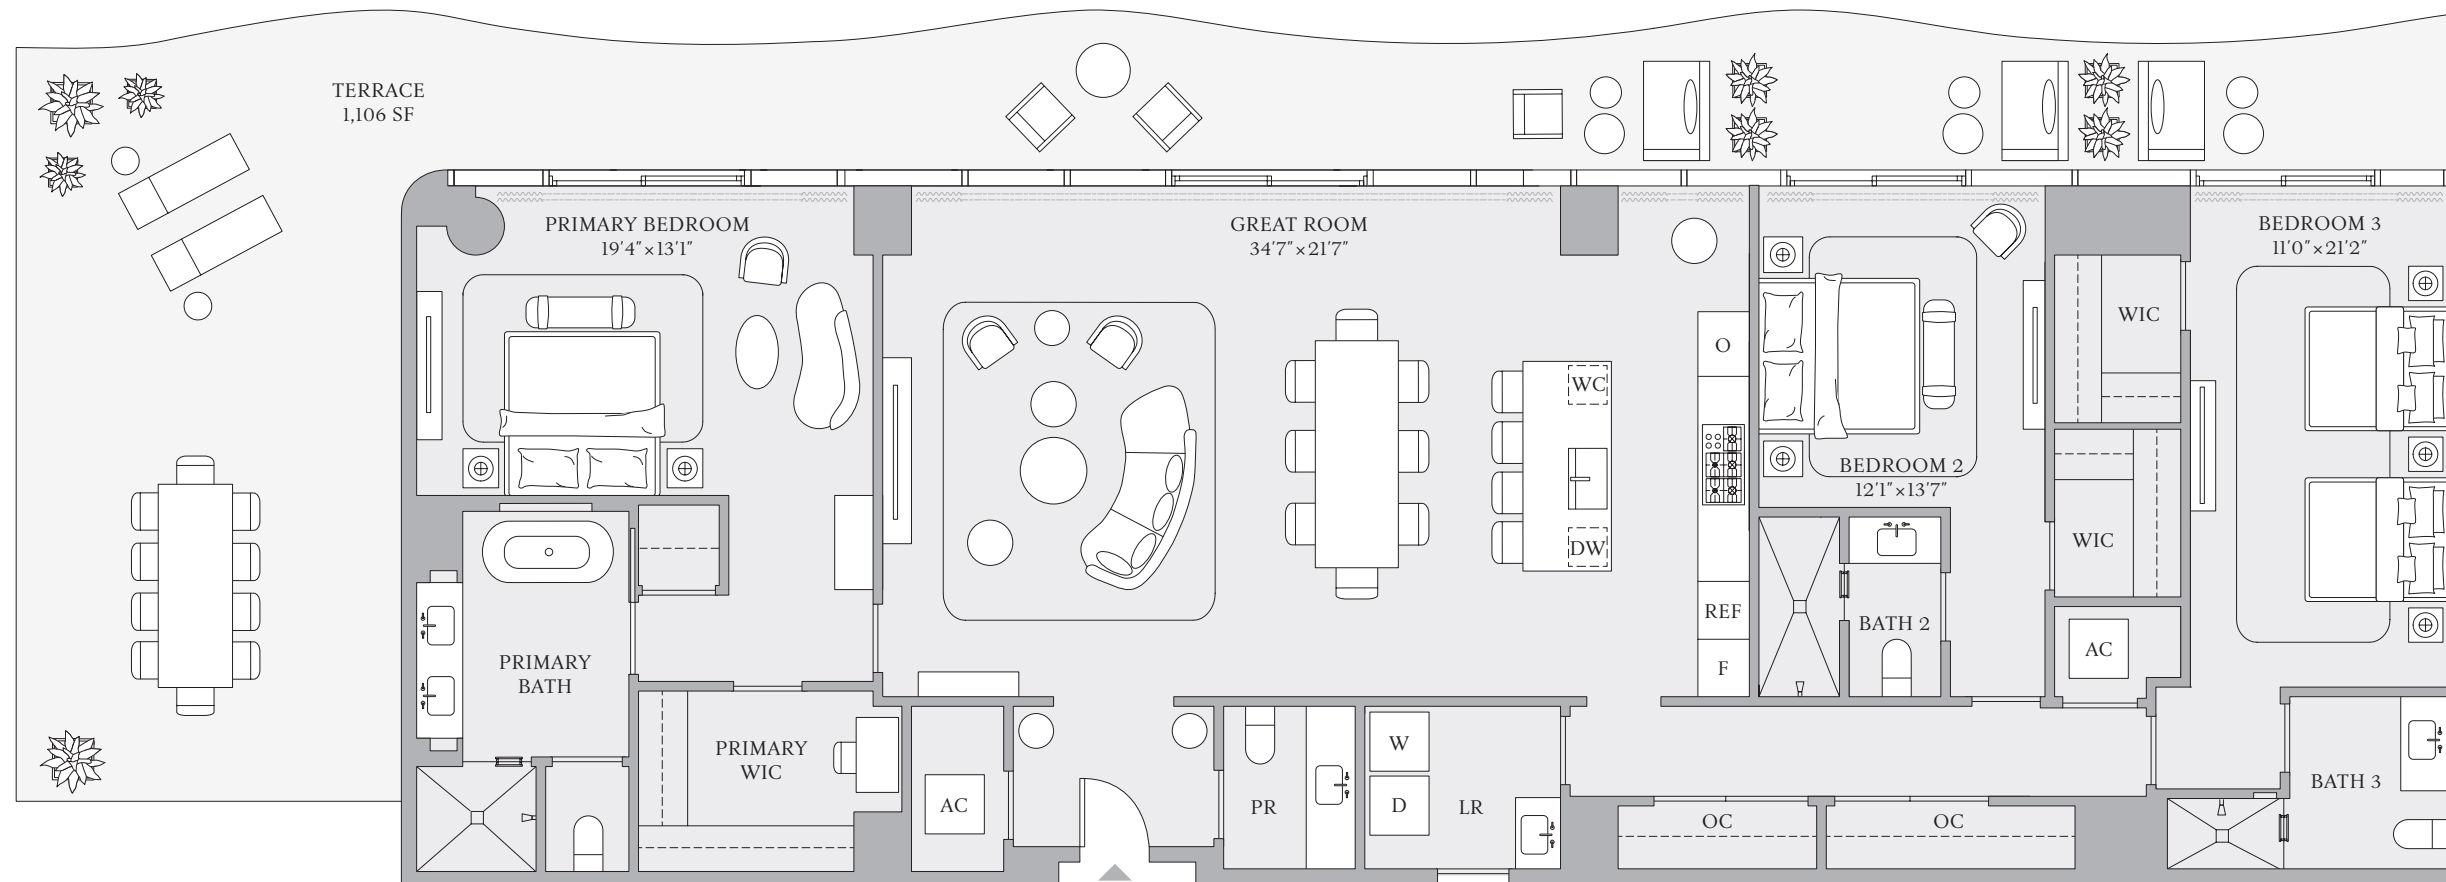 TERRACE
1,106 SF
PRIMARY BEDROOM
19'4"×13'1"
GREAT ROOM
34'7"×21'7"
BEDROOM 3
11'0"×21'2"
WIC
O
WC
BEDROOM 2
12'1"×13'7"
WIC
DW
REF
BATH 2
AC
F
PRIMARY
BATH
PRIMARY
WIC
W
BATH 3
AC
PR
D
LR
OC
OC